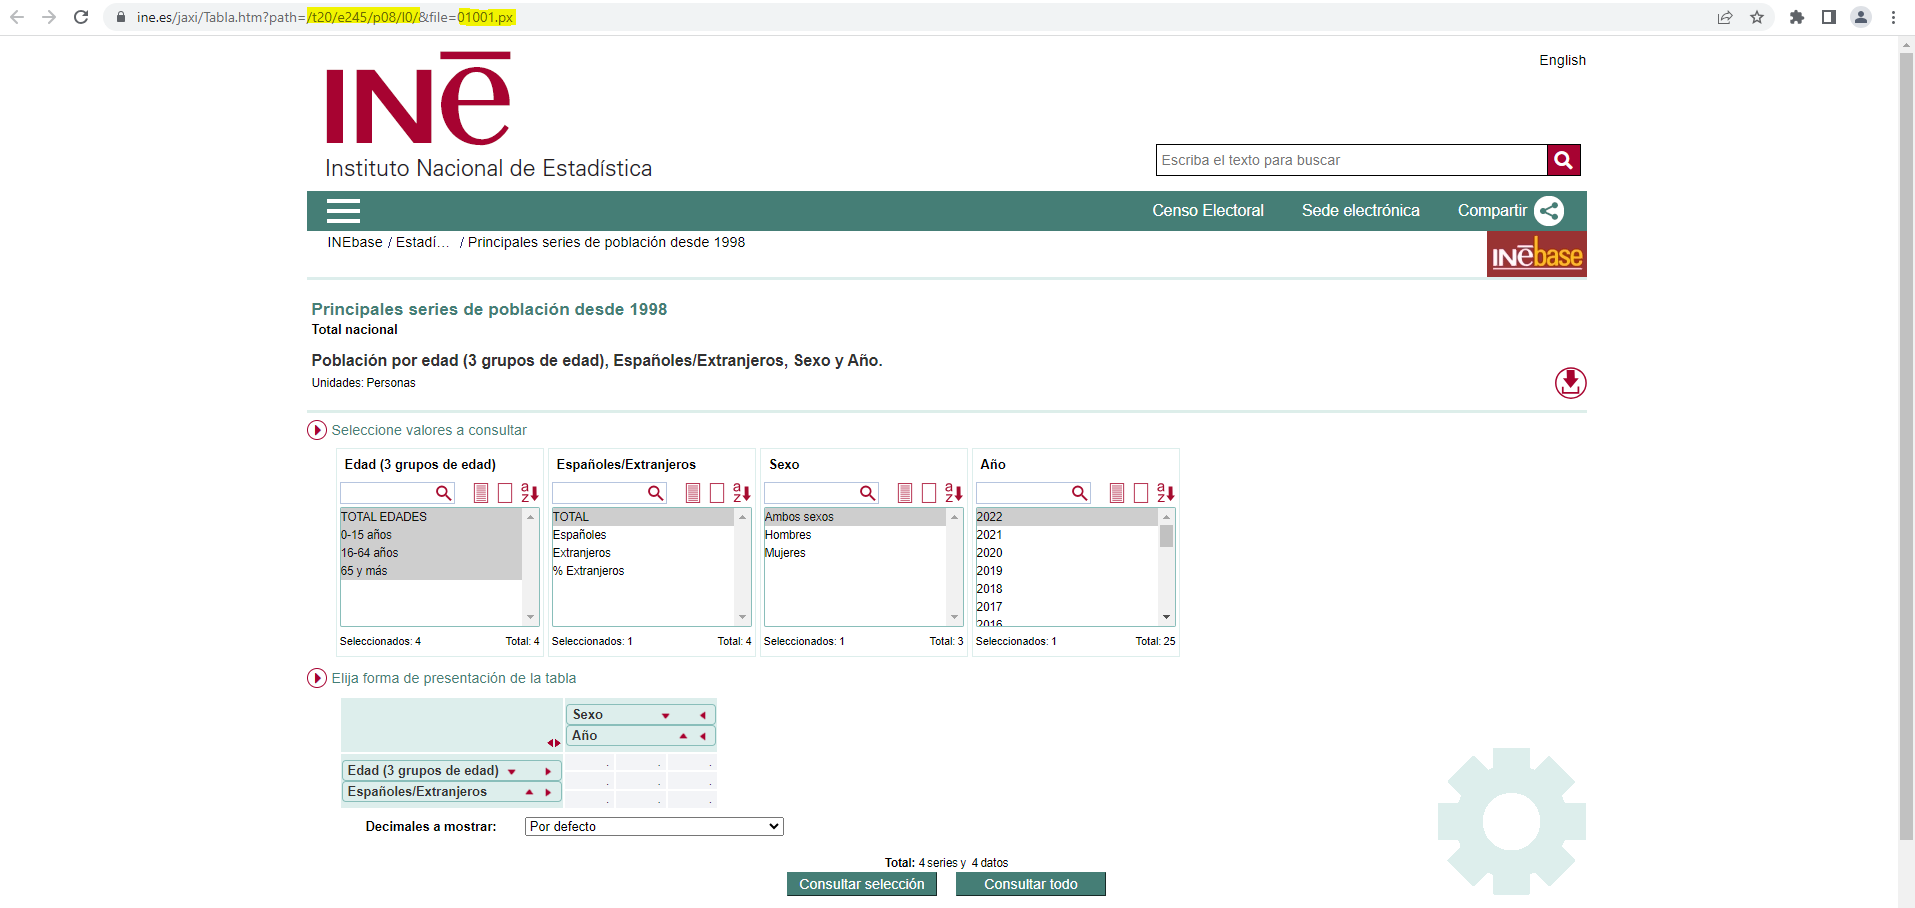 ine.es/jaxi/Tabla.htm?path=/t20/e245/p08/l0/&file=01001.px
English
INe
Instituto Nacional de Estadística
Escriba el texto para buscar
Censo Electoral Sede electrónica Compartir
INEbase / Estadí... / Principales series de población desde 1998
INebase
Principales series de población desde 1998
Total nacional
Población por edad (3 grupos de edad), Españoles/Extranjeros, Sexo y Año.
Unidades: Personas
Seleccione valores a consultar
Edad (3 grupos de edad) Españoles/Extranjeros Sexo Año
TOTAL EDADES TOTAL Ambos sexos 2022
0-15 años Españoles Hombres 2021
16-64 años Extranjeros Mujeres 2020
65 y más % Extranjeros 2019
2018
2017
2016
Seleccionados: 4 Total: 4 Seleccionados: 1 Total: 4 Seleccionados: 1 Total: 3 Seleccionados: 1 Total: 25
Elija forma de presentación de la tabla
Sexo
Año
Edad (3 grupos de edad)
Españoles/Extranjeros
Decimales a mostrar: Por defecto
Total: 4 series y 4 datos
Consultar selección Consultar todo